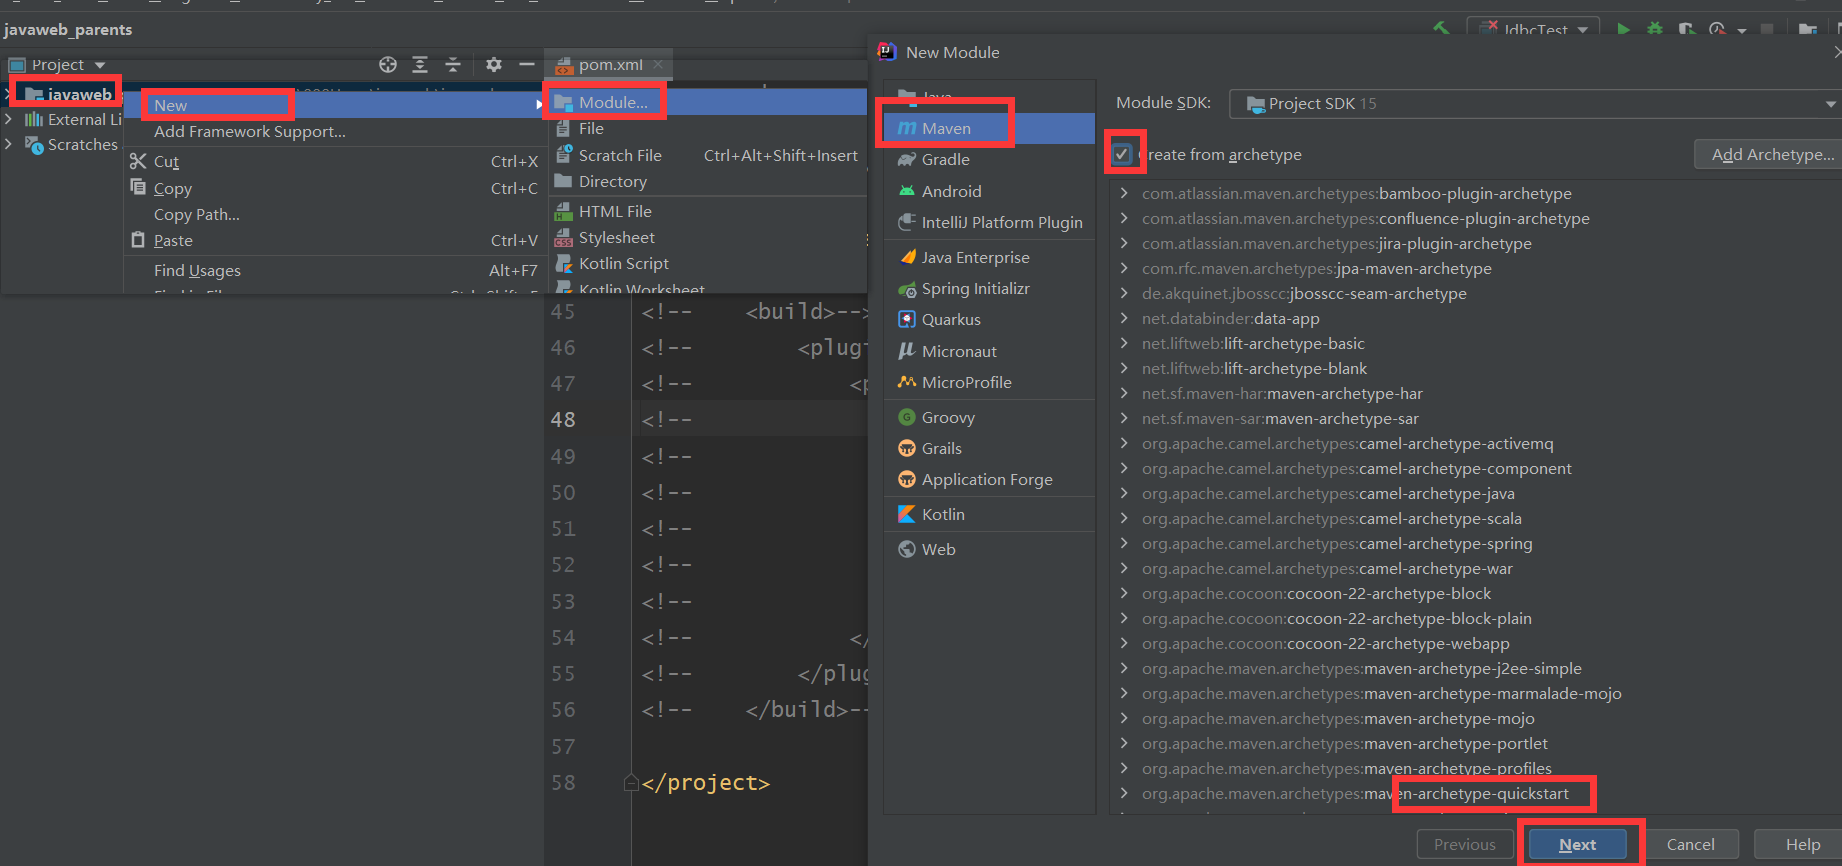 javaweb_parents
JdbcTest
Project
pom.xml
javaweb
External Li
Scratches
New
Add Framework Support...
Cut Ctrl+X
Copy Ctrl+C
Copy Path...
Paste Ctrl+V
Find Usages Alt+F7
Module...
File
Scratch File Ctrl+Alt+Shift+Insert
Directory
HTML File
Stylesheet
Kotlin Script
Kotlin Worksheet
45 <!-- <build>-->
46 <!-- <plug
47 <!-- <p
48 <!--
49 <!--
50 <!--
51 <!--
52 <!--
53 <!--
54 <!-- </
55 <!-- </plug
56 <!-- </build>--
57
58 </project>
New Module
Java
Maven
Gradle
Android
IntelliJ Platform Plugin
Java Enterprise
Spring Initializr
Quarkus
Micronaut
MicroProfile
Groovy
Grails
Application Forge
Kotlin
Web
Module SDK: Project SDK 15
reate from archetype
Add Archetype...
com.atlassian.maven.archetypes:bamboo-plugin-archetype
com.atlassian.maven.archetypes:confluence-plugin-archetype
com.atlassian.maven.archetypes:jira-plugin-archetype
com.rfc.maven.archetypes:jpa-maven-archetype
de.akquinet.jbosscc:jbosscc-seam-archetype
net.databinder:data-app
net.liftweb:lift-archetype-basic
net.liftweb:lift-archetype-blank
net.sf.maven-har:maven-archetype-har
net.sf.maven-sar:maven-archetype-sar
org.apache.camel.archetypes:camel-archetype-activemq
org.apache.camel.archetypes:camel-archetype-component
org.apache.camel.archetypes:camel-archetype-java
org.apache.camel.archetypes:camel-archetype-scala
org.apache.camel.archetypes:camel-archetype-spring
org.apache.camel.archetypes:camel-archetype-war
org.apache.cocoon:cocoon-22-archetype-block
org.apache.cocoon:cocoon-22-archetype-block-plain
org.apache.cocoon:cocoon-22-archetype-webapp
org.apache.maven.archetypes:maven-archetype-j2ee-simple
org.apache.maven.archetypes:maven-archetype-marmalade-mojo
org.apache.maven.archetypes:maven-archetype-mojo
org.apache.maven.archetypes:maven-archetype-portlet
org.apache.maven.archetypes:maven-archetype-profiles
org.apache.maven.archetypes:maven-archetype-quickstart
Previous
Next
Cancel
Help